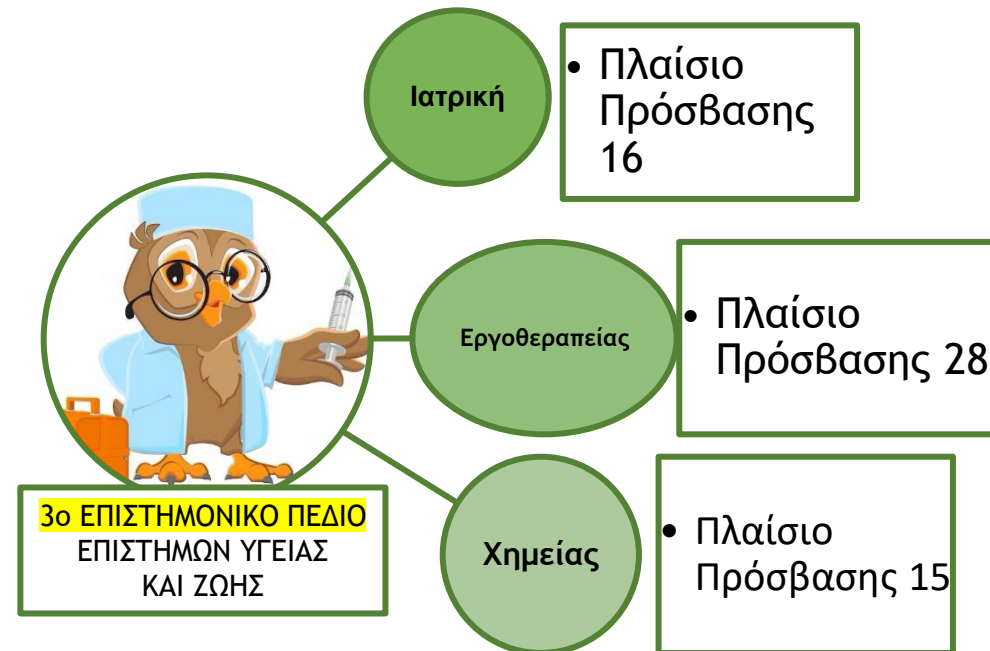 Ιατρική
• Πλαίσιο
Πρόσβασης
16
Εργοθεραπείας
• Πλαίσιο
Πρόσβασης 28
3ο ΕΠΙΣΤΗΜΟΝΙΚΟ ΠΕΔΙΟ
ΕΠΙΣΤΗΜΩΝ ΥΓΕΙΑΣ
ΚΑΙ ΖΩΗΣ
Χημείας
• Πλαίσιο
Πρόσβασης 15